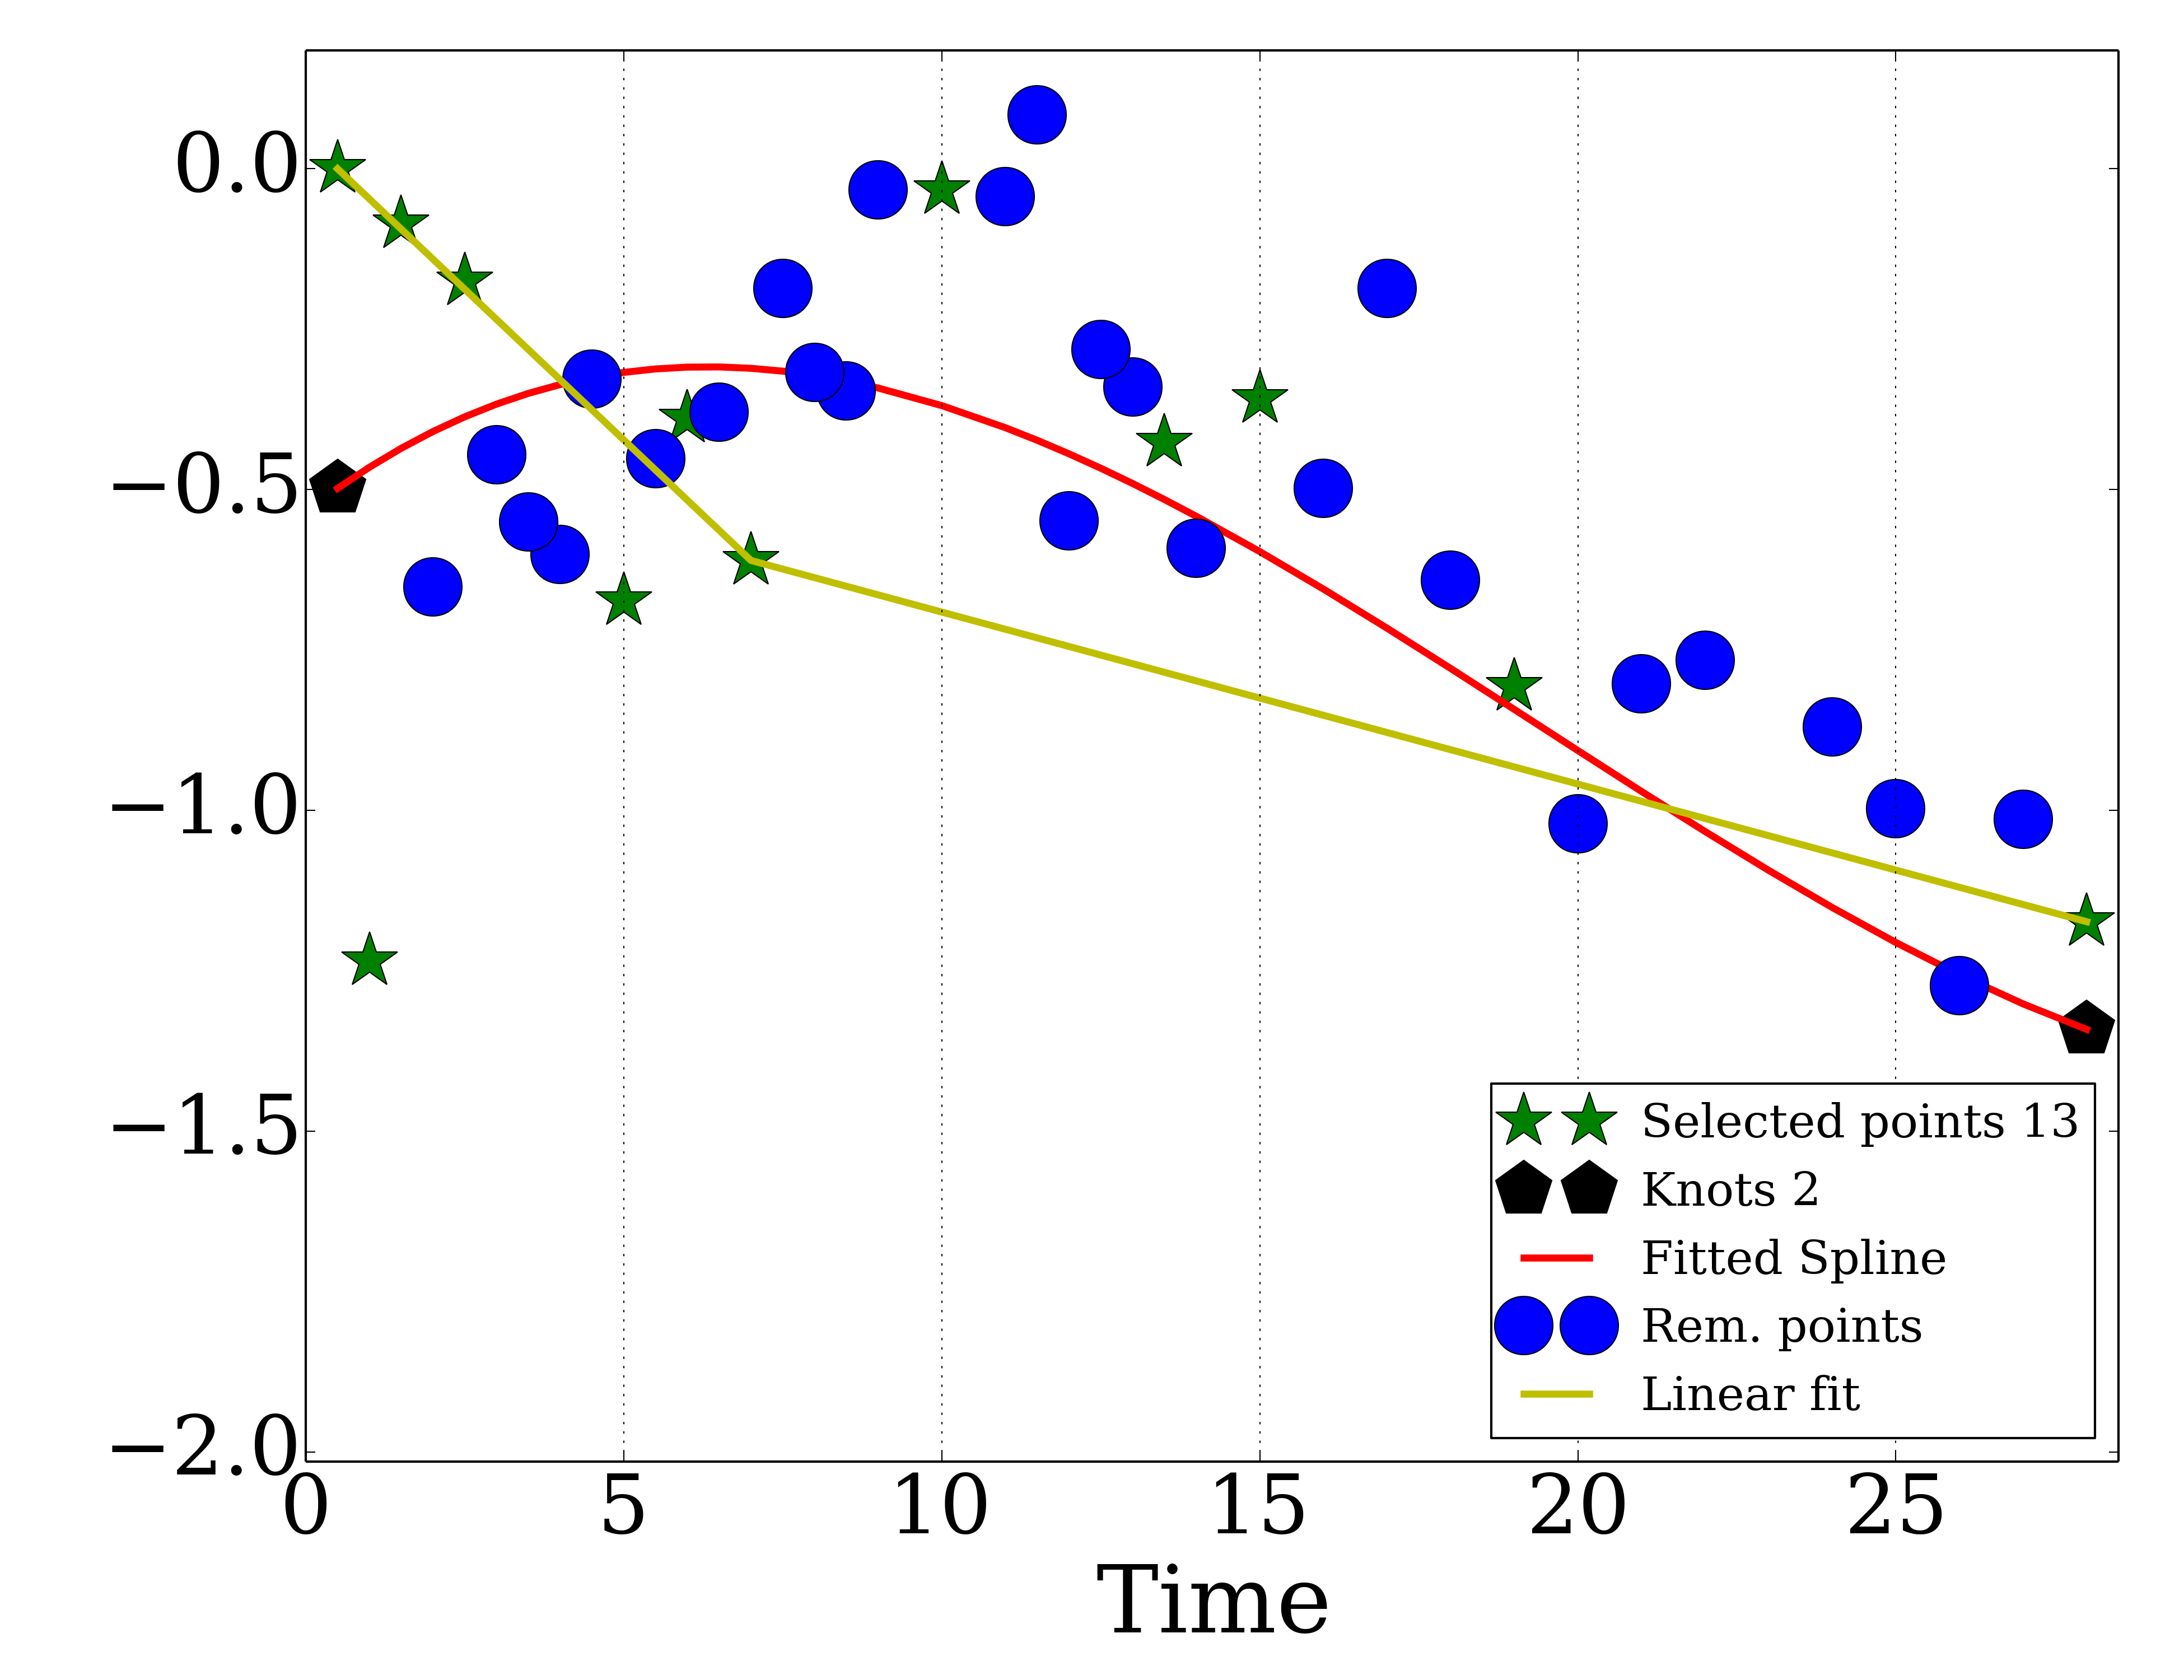 0.0
−0.5
−1.0
−1.5
−2.0
0 5 10 15 20 25
Time
Selected points 13
Knots 2
Fitted Spline
Rem. points
Linear fit